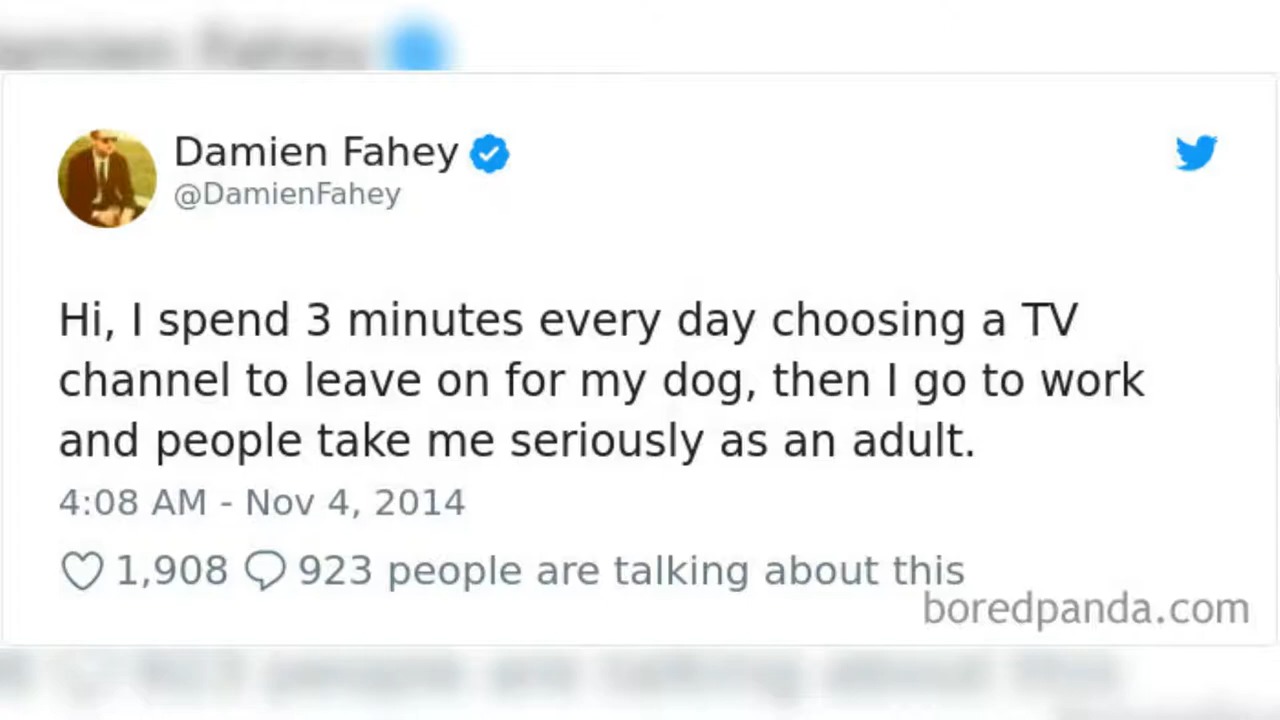 Damien Fahey
@DamienFahey
Hi, I spend 3 minutes every day choosing a TV
channel to leave on for my dog, then I go to work
and people take me seriously as an adult.
4:08 AM - Nov 4, 2014
1,908 923 people are talking about this
boredpanda.com